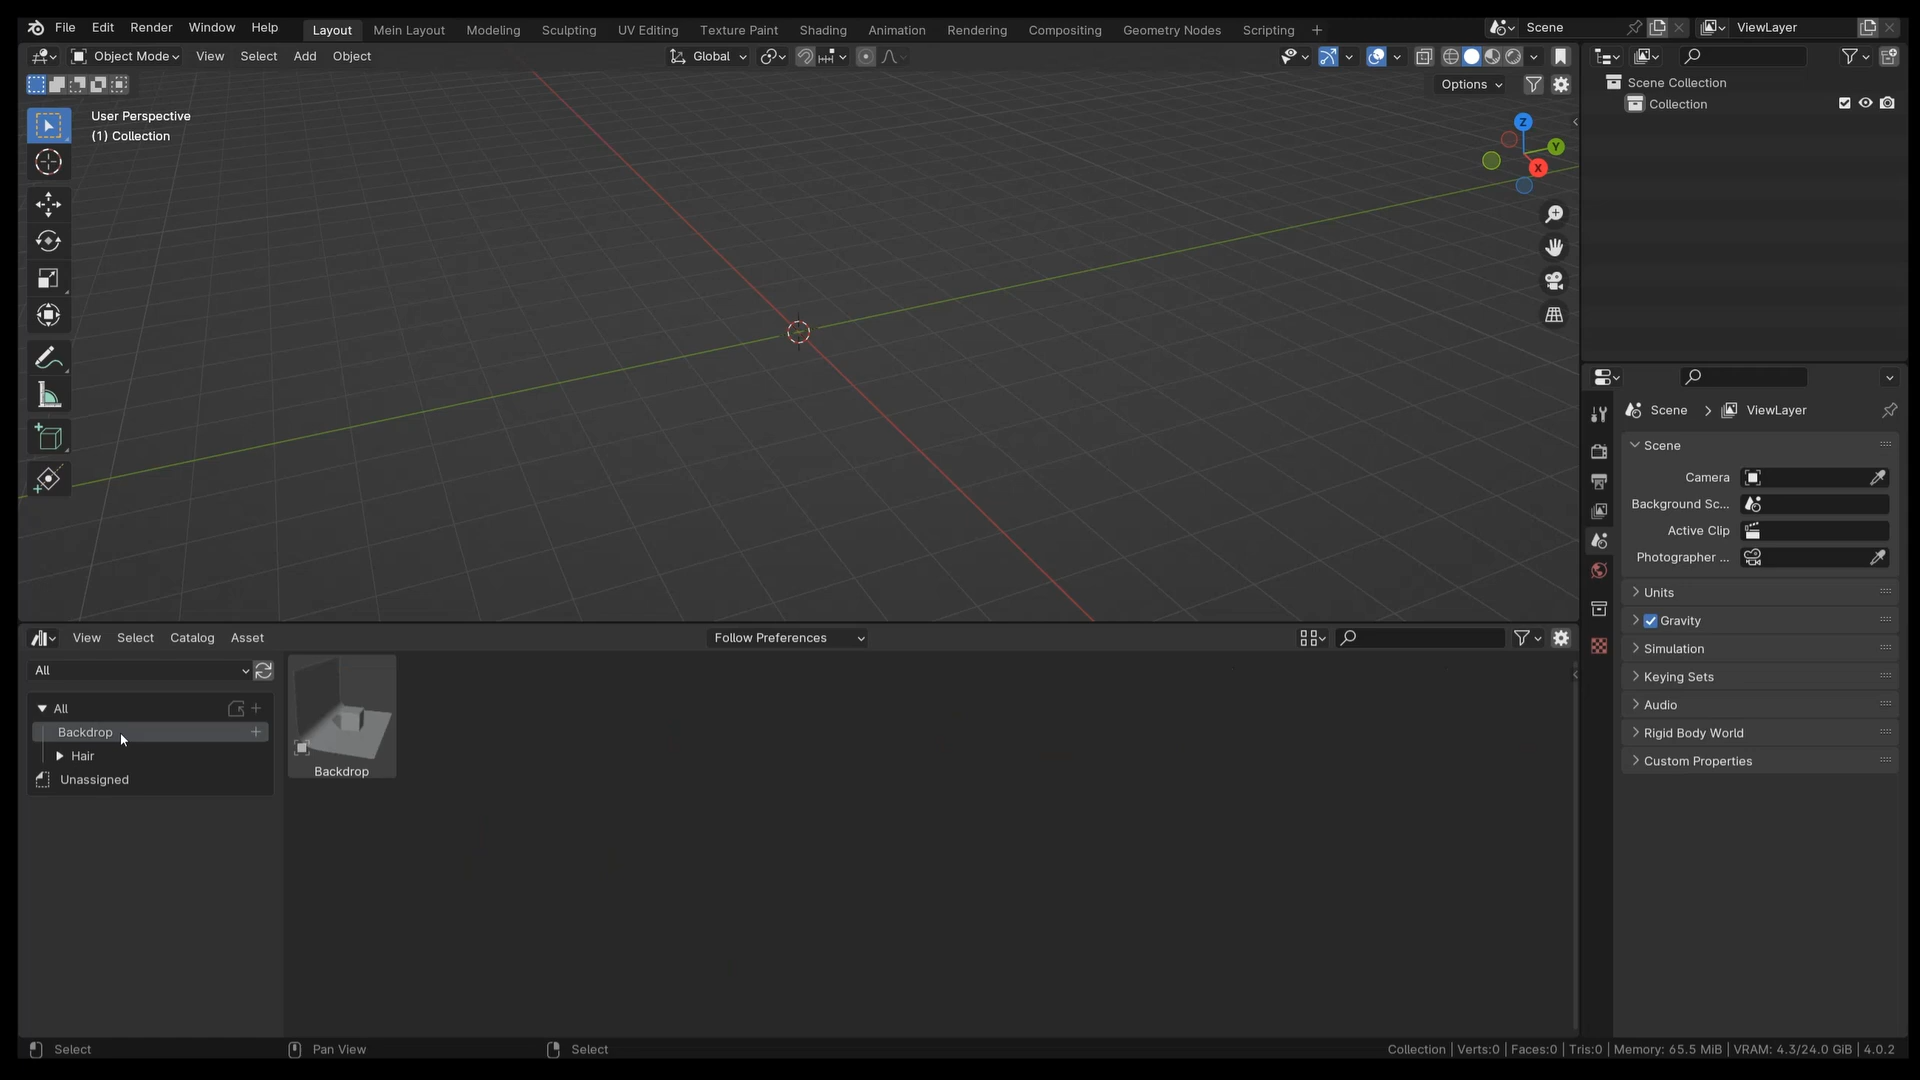 File Edit Render Window Help Layout Mein Layout Modeling Sculpting UV Editing Texture Paint Shading Animation Rendering Compositing Geometry Nodes Scripting + Scene ViewLayer
Object Mode View Select Add Object Global
Options
User Perspective
(1) Collection
Z
Y
X
Scene Collection
Collection
Scene ViewLayer
Scene
Camera
Background Sc...
Active Clip
Photographer ...
Units
Gravity
Simulation
Keying Sets
Audio
Rigid Body World
Custom Properties
View Select Catalog Asset Follow Preferences
All
All
Backdrop
Hair
Unassigned
Backdrop
Select Pan View Select Collection | Verts:0 | Faces:0 | Tris:0 | Memory: 65.5 MiB | VRAM: 4.3/24.0 GiB | 4.0.2